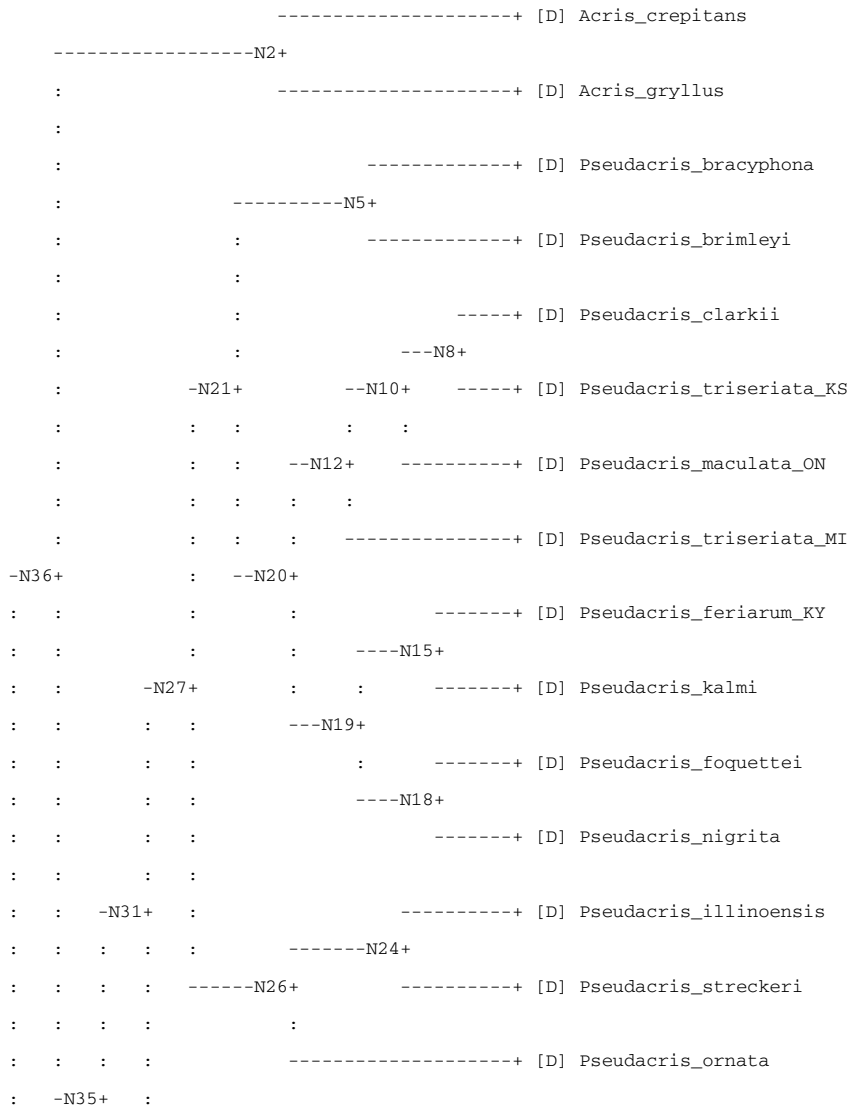 ---------------------+ [D] Acris_crepitans
------------------N2+
:                   ---------------------+ [D] Acris_gryllus
:
:                           -------------+ [D] Pseudacris_bracyphona
:               ----------N5+
:               :           -------------+ [D] Pseudacris_brimleyi
:               :
:               :                   -----+ [D] Pseudacris_clarkii
:               :              ---N8+
:           -N21+         --N10+    -----+ [D] Pseudacris_triseriata_KS
:           :   :         :    :
:           :   :    --N12+    ----------+ [D] Pseudacris_maculata_ON
:           :   :    :    :
:           :   :    :    ---------------+ [D] Pseudacris_triseriata_MI
-N36+           :   --N20+
:   :           :        :            -------+ [D] Pseudacris_feriarum_KY
:   :           :        :     ----N15+
:   :       -N27+        :     :      -------+ [D] Pseudacris_kalmi
:   :       :   :        ---N19+
:   :       :   :              :      -------+ [D] Pseudacris_foquettei
:   :       :   :              ----N18+
:   :       :   :                     -------+ [D] Pseudacris_nigrita
:   :       :   :
:   :   -N31+   :                  ----------+ [D] Pseudacris_illinoensis
:   :   :   :   :        -------N24+
:   :   :   :   ------N26+         ----------+ [D] Pseudacris_streckeri
:   :   :   :            :
:   :   :   :            --------------------+ [D] Pseudacris_ornata
:   -N35+   :